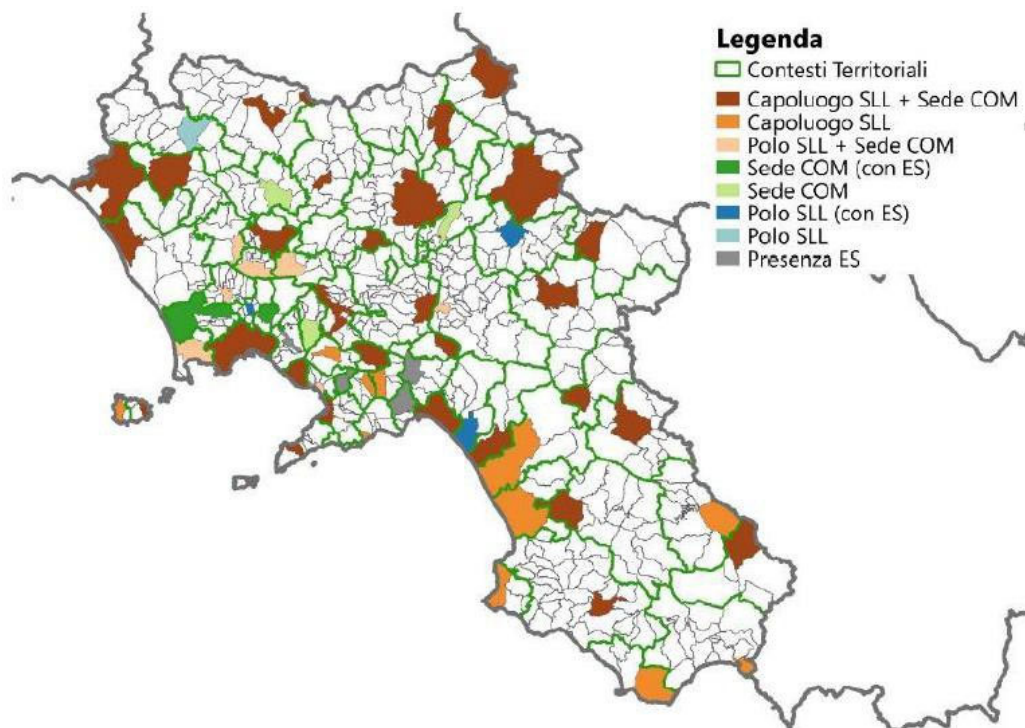 Legenda
Contesti Territoriali
Capoluogo SLL + Sede COM
Capoluogo SLL
Polo SLL + Sede COM
Sede COM (con ES)
Sede COM
Polo SLL (con ES)
Polo SLL
Presenza ES